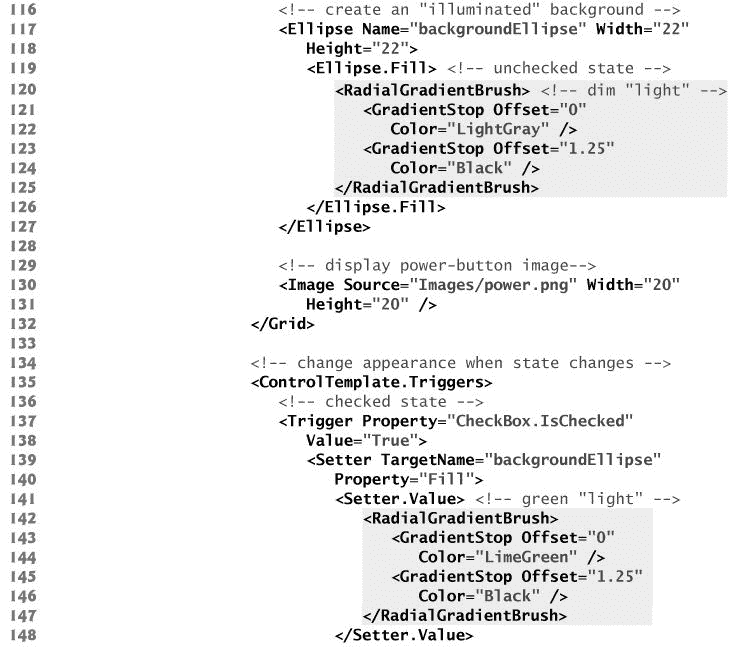 116 <!-- create an "illuminated" background -->
117 <Ellipse Name="backgroundEllipse" Width="22"
118 Height="22">
119 <Ellipse.Fill> <!-- unchecked state -->
120 <RadialGradientBrush> <!-- dim "light" -->
121 <GradientStop Offset="0"
122 Color="LightGray" />
123 <GradientStop Offset="1.25"
124 Color="Black" />
125 </RadialGradientBrush>
126 </Ellipse.Fill>
127 </Ellipse>
128
129 <!-- display power-button image-->
130 <Image Source="Images/power.png" Width="20"
131 Height="20" />
132 </Grid>
133
134 <!-- change appearance when state changes -->
135 <ControlTemplate.Triggers>
136 <!-- checked state -->
137 <Trigger Property="CheckBox.IsChecked"
138 Value="True">
139 <Setter TargetName="backgroundEllipse"
140 Property="Fill">
141 <Setter.Value> <!-- green "light" -->
142 <RadialGradientBrush>
143 <GradientStop Offset="0"
144 Color="LimeGreen" />
145 <GradientStop Offset="1.25"
146 Color="Black" />
147 </RadialGradientBrush>
148 </Setter.Value>